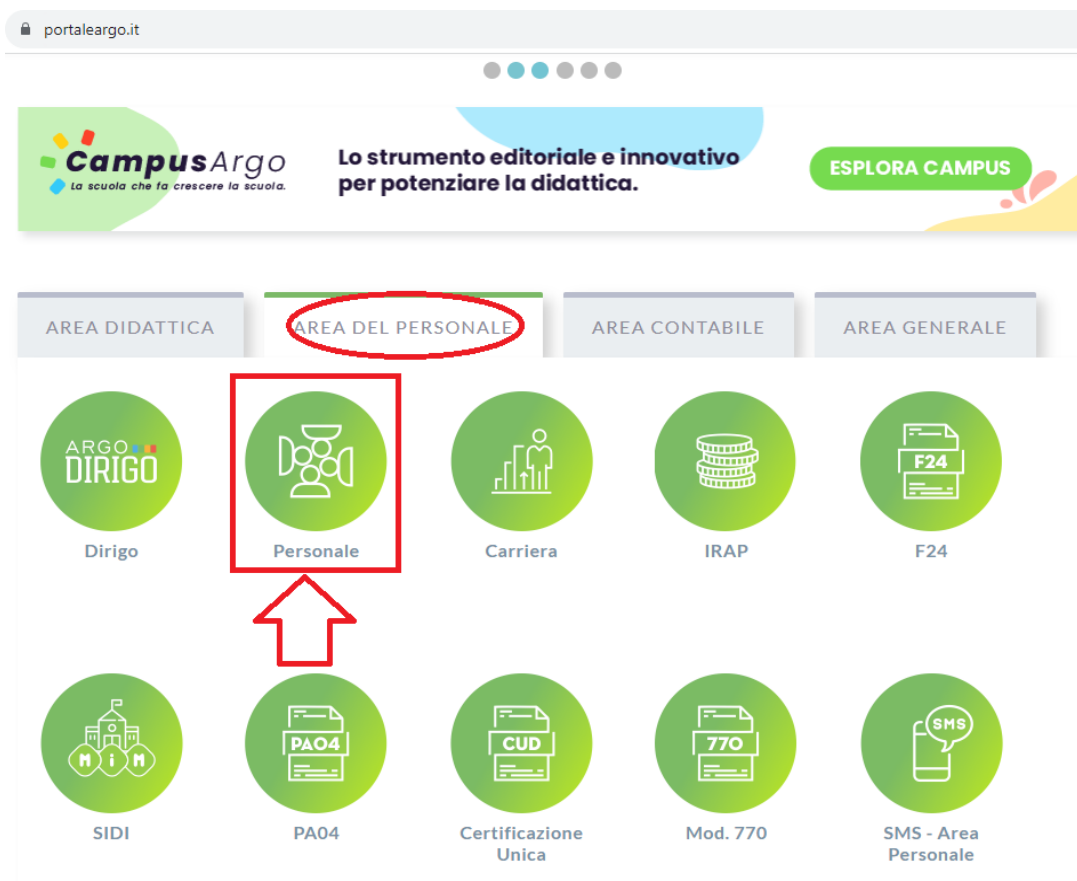 portaleargo.it
CampusArgo
La scuola che fa crescere la scuola.
Lo strumento editoriale e innovativo
per potenziare la didattica.
ESPLORA CAMPUS
AREA DIDATTICA
AREA DEL PERSONALE
AREA CONTABILE
AREA GENERALE
ARGO
DIRIGO
F24
Dirigo
Personale
Carriera
IRAP
F24
MiM
PA04
CUD
770
SMS
SIDI
PA04
Certificazione
Unica
Mod. 770
SMS - Area
Personale